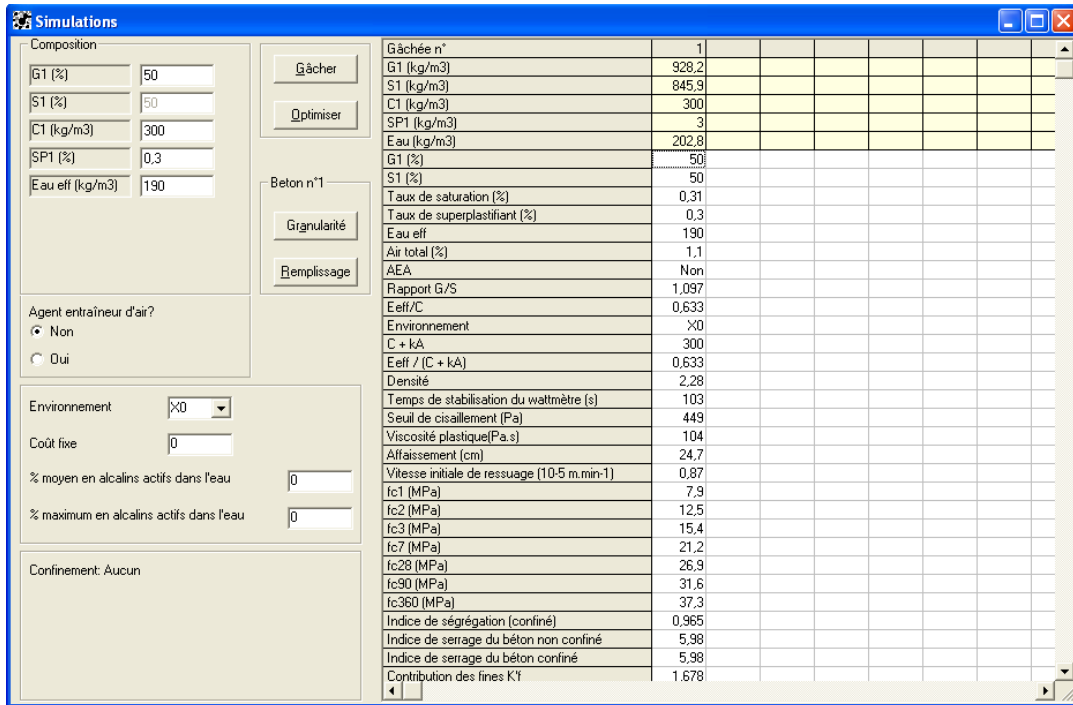 Simulations
Composition
G1 (%) 50
S1 (%) 50
C1 (kg/m3) 300
SP1 (%) 0,3
Eau eff (kg/m3) 190
Gâcher
Optimiser
Beton n°1
Granularité
Remplissage
Agent entraîneur d'air?
Non
Oui
Environnement X0
Coût fixe 0
% moyen en alcalins actifs dans l'eau 0
% maximum en alcalins actifs dans l'eau 0
Confinement: Aucun
Gâchée n° 1
G1 (kg/m3) 928,2
S1 (kg/m3) 845,9
C1 (kg/m3) 300
SP1 (kg/m3) 3
Eau (kg/m3) 202,8
G1 (%) 50
S1 (%) 50
Taux de saturation (%) 0,31
Taux de superplastifiant (%) 0,3
Eau eff 190
Air total (%) 1,1
AEA Non
Rapport G/S 1,097
Eeff/C 0,633
Environnement X0
C + kA 300
Eeff / (C + kA) 0,633
Densité 2,28
Temps de stabilisation du wattmètre (s) 103
Seuil de cisaillement (Pa) 449
Viscosité plastique(Pa.s) 104
Affaissement (cm) 24,7
Vitesse initiale de ressuage (10-5 m.min-1) 0,87
fc1 (MPa) 7,9
fc2 (MPa) 12,5
fc3 (MPa) 15,4
fc7 (MPa) 21,2
fc28 (MPa) 26,9
fc90 (MPa) 31,6
fc360 (MPa) 37,3
Indice de ségrégation (confiné) 0,965
Indice de serrage du béton non confiné 5,98
Indice de serrage du béton confiné 5,98
Contribution des fines K'f 1,678